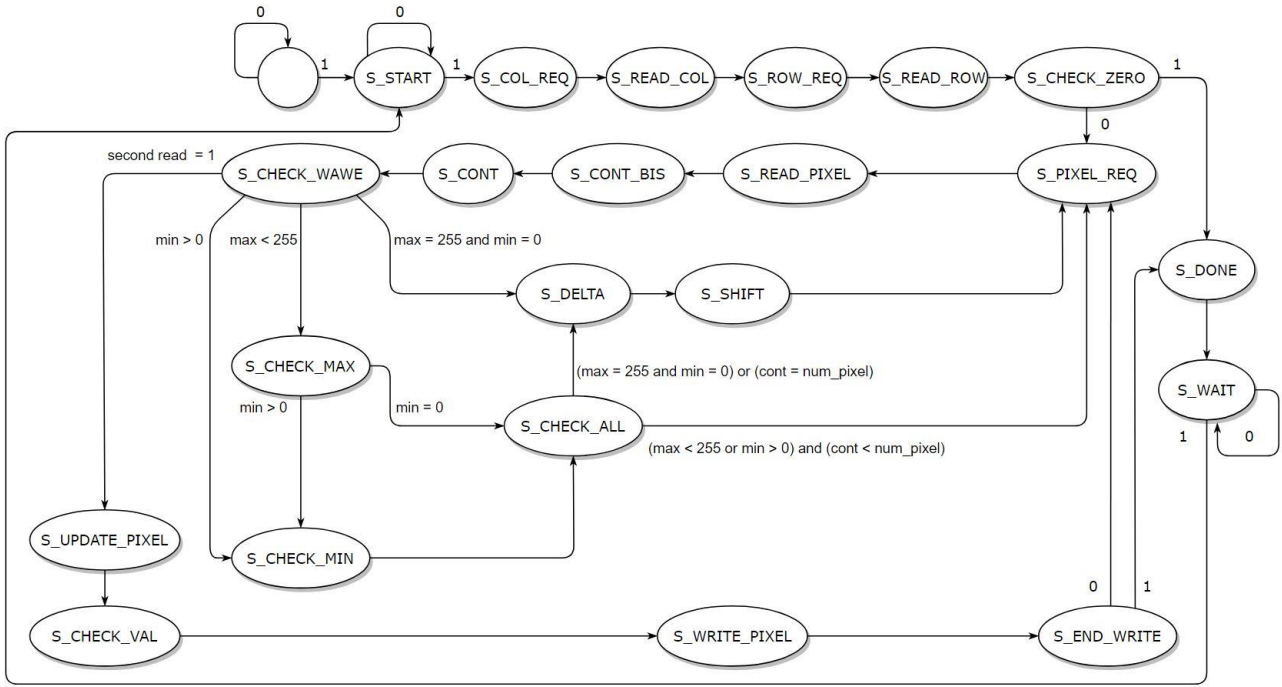 0
0
1
S_START
1
S_COL_REQ
S_READ_COL
S_ROW_REQ
S_READ_ROW
S_CHECK_ZERO
1
0
second read = 1
S_CHECK_WAWE
S_CONT
S_CONT_BIS
S_READ_PIXEL
S_PIXEL_REQ
min > 0
max < 255
max = 255 and min = 0
S_DELTA
S_SHIFT
S_DONE
S_CHECK_MAX
(max = 255 and min = 0) or (cont = num_pixel)
S_WAIT
min > 0
min = 0
S_CHECK_ALL
1
0
(max < 255 or min > 0) and (cont < num_pixel)
S_UPDATE_PIXEL
S_CHECK_MIN
0
1
S_CHECK_VAL
S_WRITE_PIXEL
S_END_WRITE